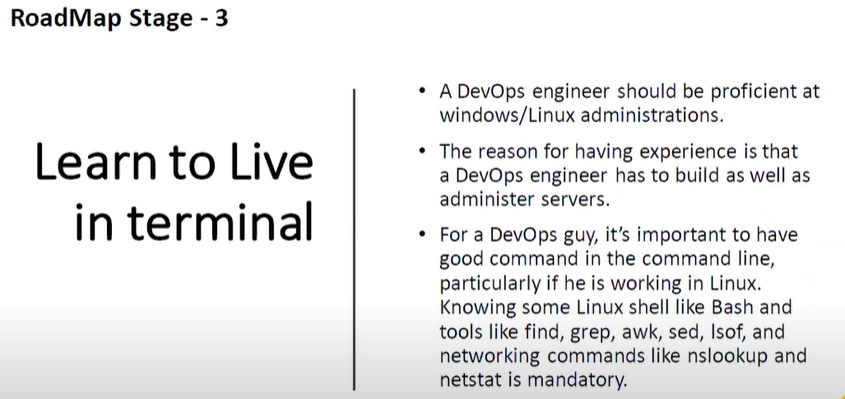 RoadMap Stage - 3
Learn to Live
in terminal
• A DevOps engineer should be proficient at
windows/Linux administrations.
• The reason for having experience is that
a DevOps engineer has to build as well as
administer servers.
• For a DevOps guy, it’s important to have
good command in the command line,
particularly if he is working in Linux.
Knowing some Linux shell like Bash and
tools like find, grep, awk, sed, lsof, and
networking commands like nslookup and
netstat is mandatory.